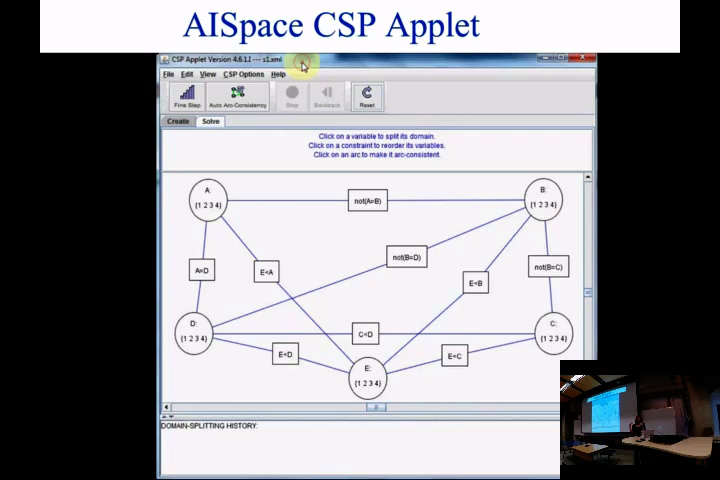 AISpace CSP Applet
CSP Applet Version 4.6.1.I --- s1.xml
File Edit View CSP Options Help
Fine Step Auto Arc-Consistency Stop Backtrack Reset
Create Solve
Click on a variable to split its domain.
Click on a constraint to reorder its variables.
Click on an arc to make it arc-consistent.
A:
{1 2 3 4}
not(A=B)
B:
{1 2 3 4}
not(B=D)
A=D
E<A
E<B
not(B=C)
D:
{1 2 3 4}
C<D
C:
{1 2 3 4}
E<D
E<C
E:
{1 2 3 4}
DOMAIN-SPLITTING HISTORY: